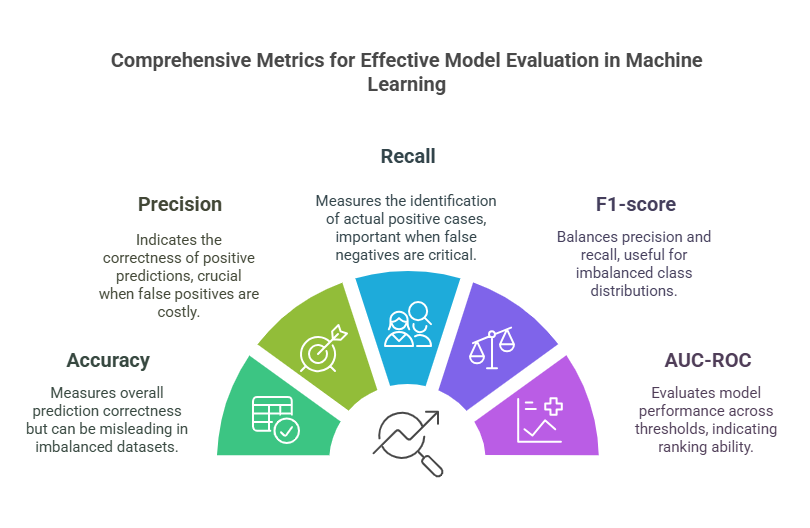 Comprehensive Metrics for Effective Model Evaluation in Machine
Learning
Recall
Measures the identification
of actual positive cases,
important when false
negatives are critical.
Precision
Indicates the
correctness of positive
predictions, crucial
when false positives are
costly.
F1-score
Balances precision and
recall, useful for
imbalanced class
distributions.
Accuracy
Measures overall
prediction correctness
but can be misleading in
imbalanced datasets.
AUC-ROC
Evaluates model
performance across
thresholds, indicating
ranking ability.